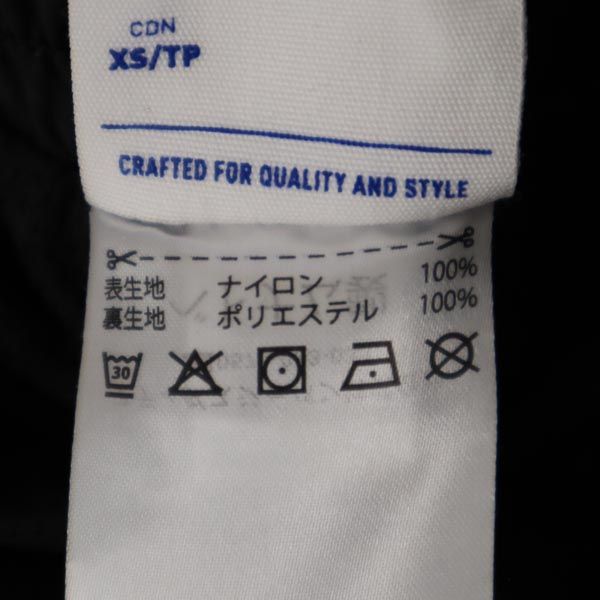 CDN
XS/TP
CRAFTED FOR QUALITY AND STYLE
表生地 ナイロン 100%
裏生地 ポリエステル 100%
30